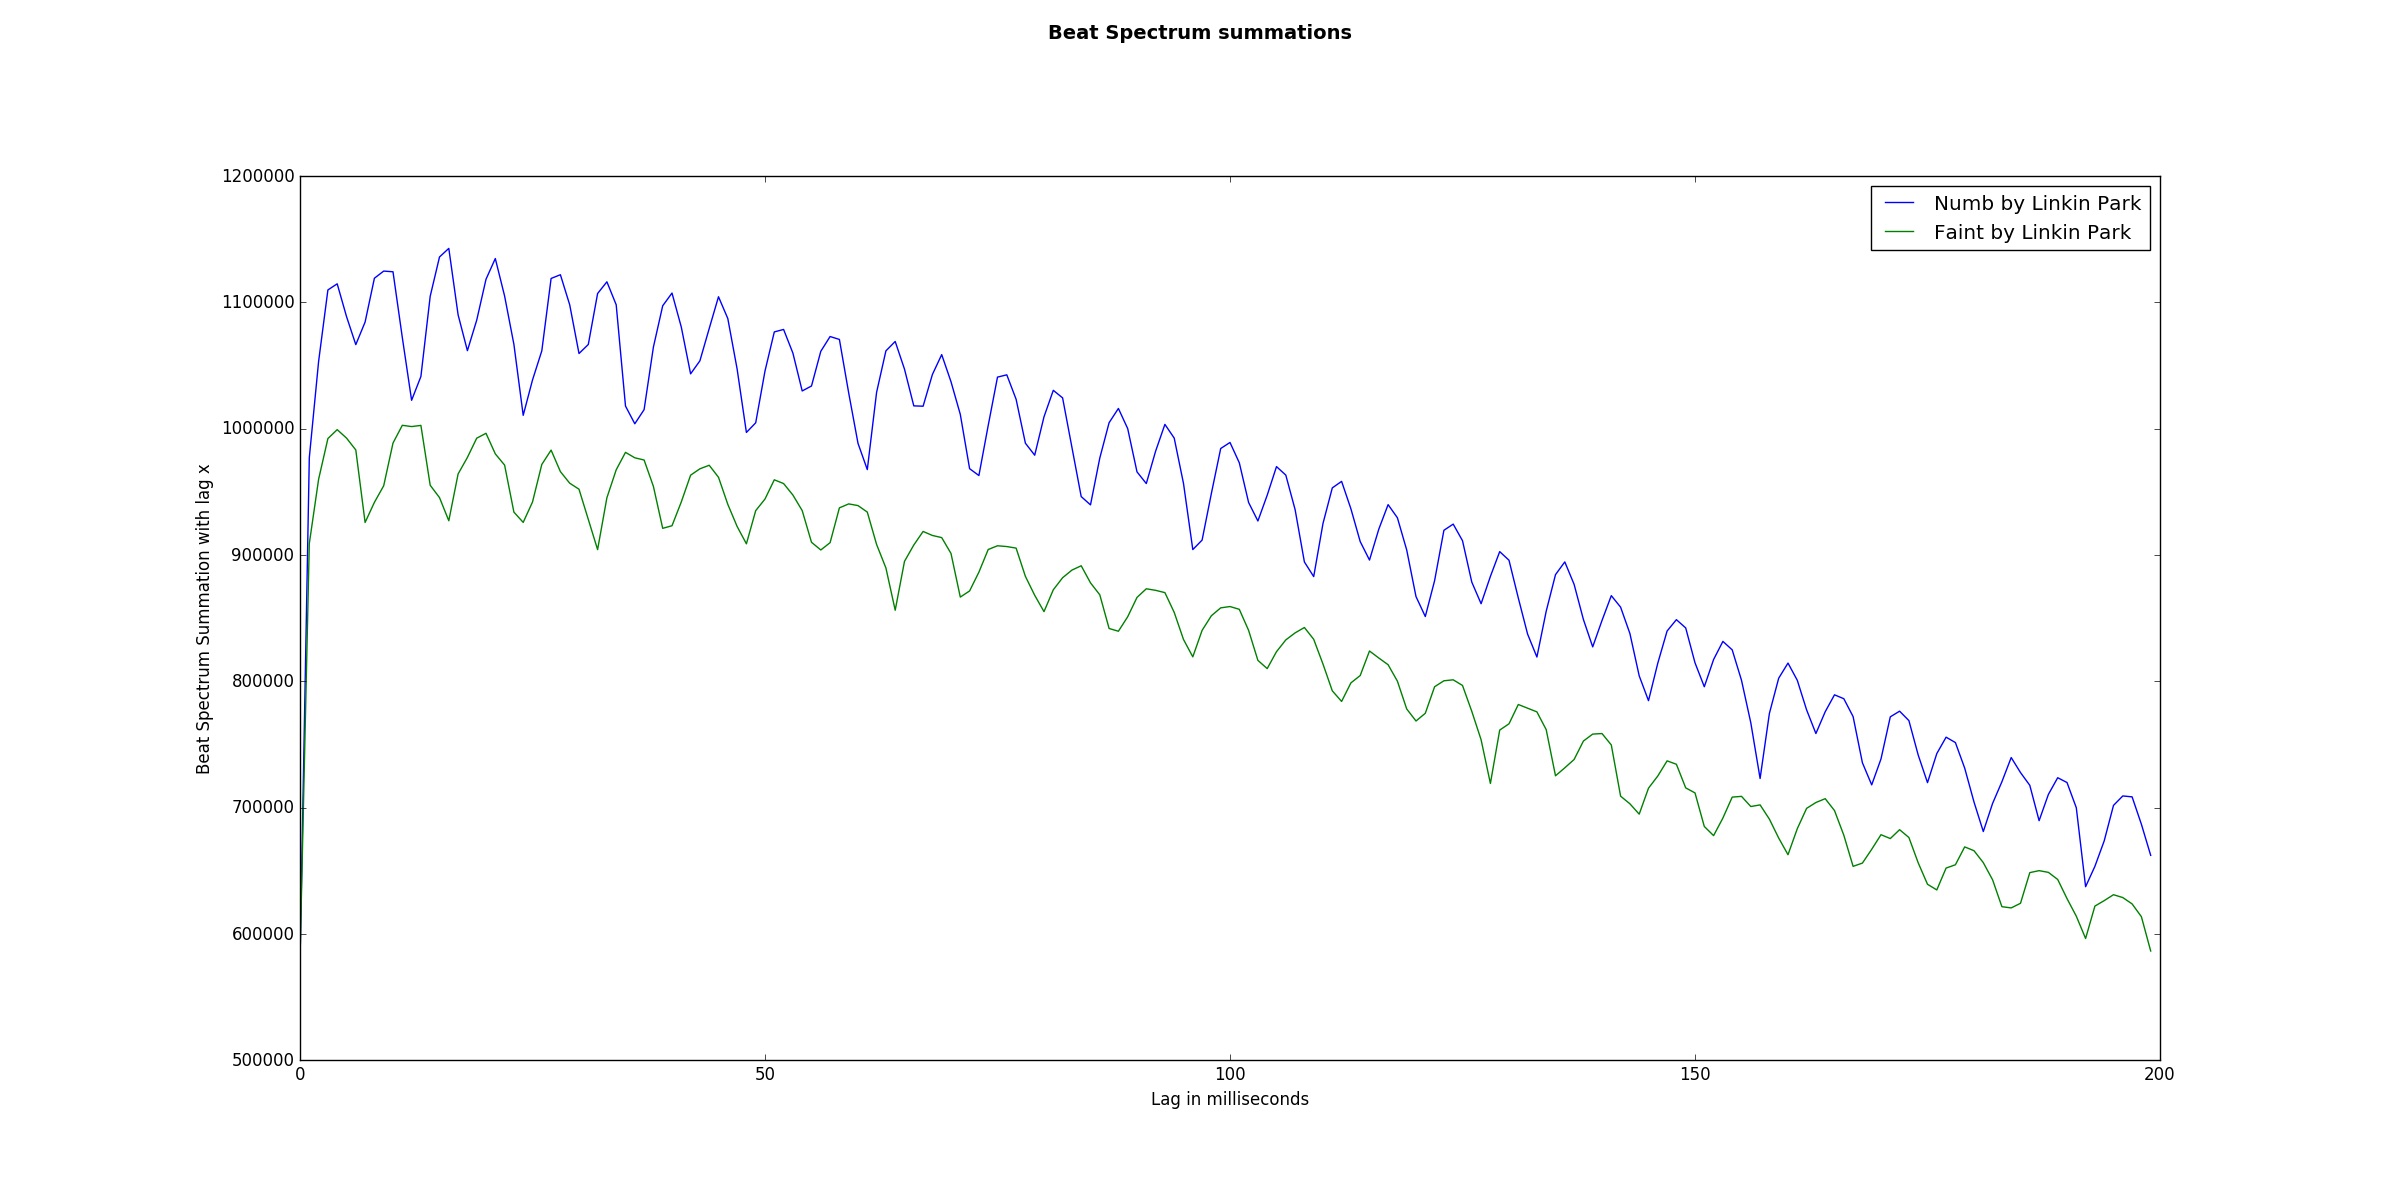 Beat Spectrum summations
1200000
1100000
1000000
900000
800000
700000
600000
500000
Beat Spectrum Summation with lag x
Numb by Linkin Park
Faint by Linkin Park
0
50
100
150
200
Lag in milliseconds